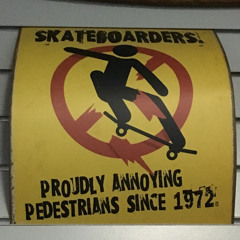 SKATEBOARDERS!
PROUDLY ANNOYING
PEDESTRIANS SINCE 1972.